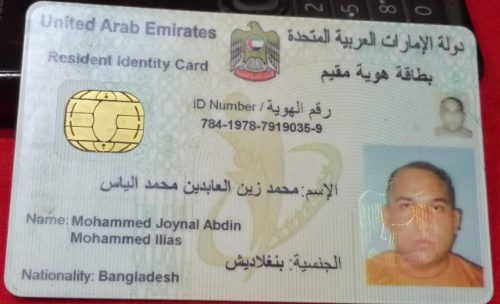 United Arab Emirates
دولة الإمارات العربية المتحدة
Resident Identity Card
بطاقة هوية مقيم
ID Number / رقم الهوية
784-1978-7919035-9
الإسم: محمد زين العابدين محمد الياس
Name: Mohammed Joynal Abdin
Mohammed Ilias
الجنسية: بنغلاديش
Nationality: Bangladesh